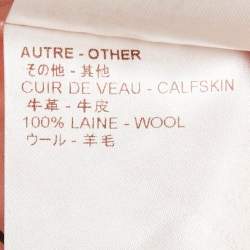 AUTRE - OTHER
その他 - 其他
CUIR DE VEAU - CALFSKIN
牛革 - 牛皮
100% LAINE - WOOL
ウール - 羊毛